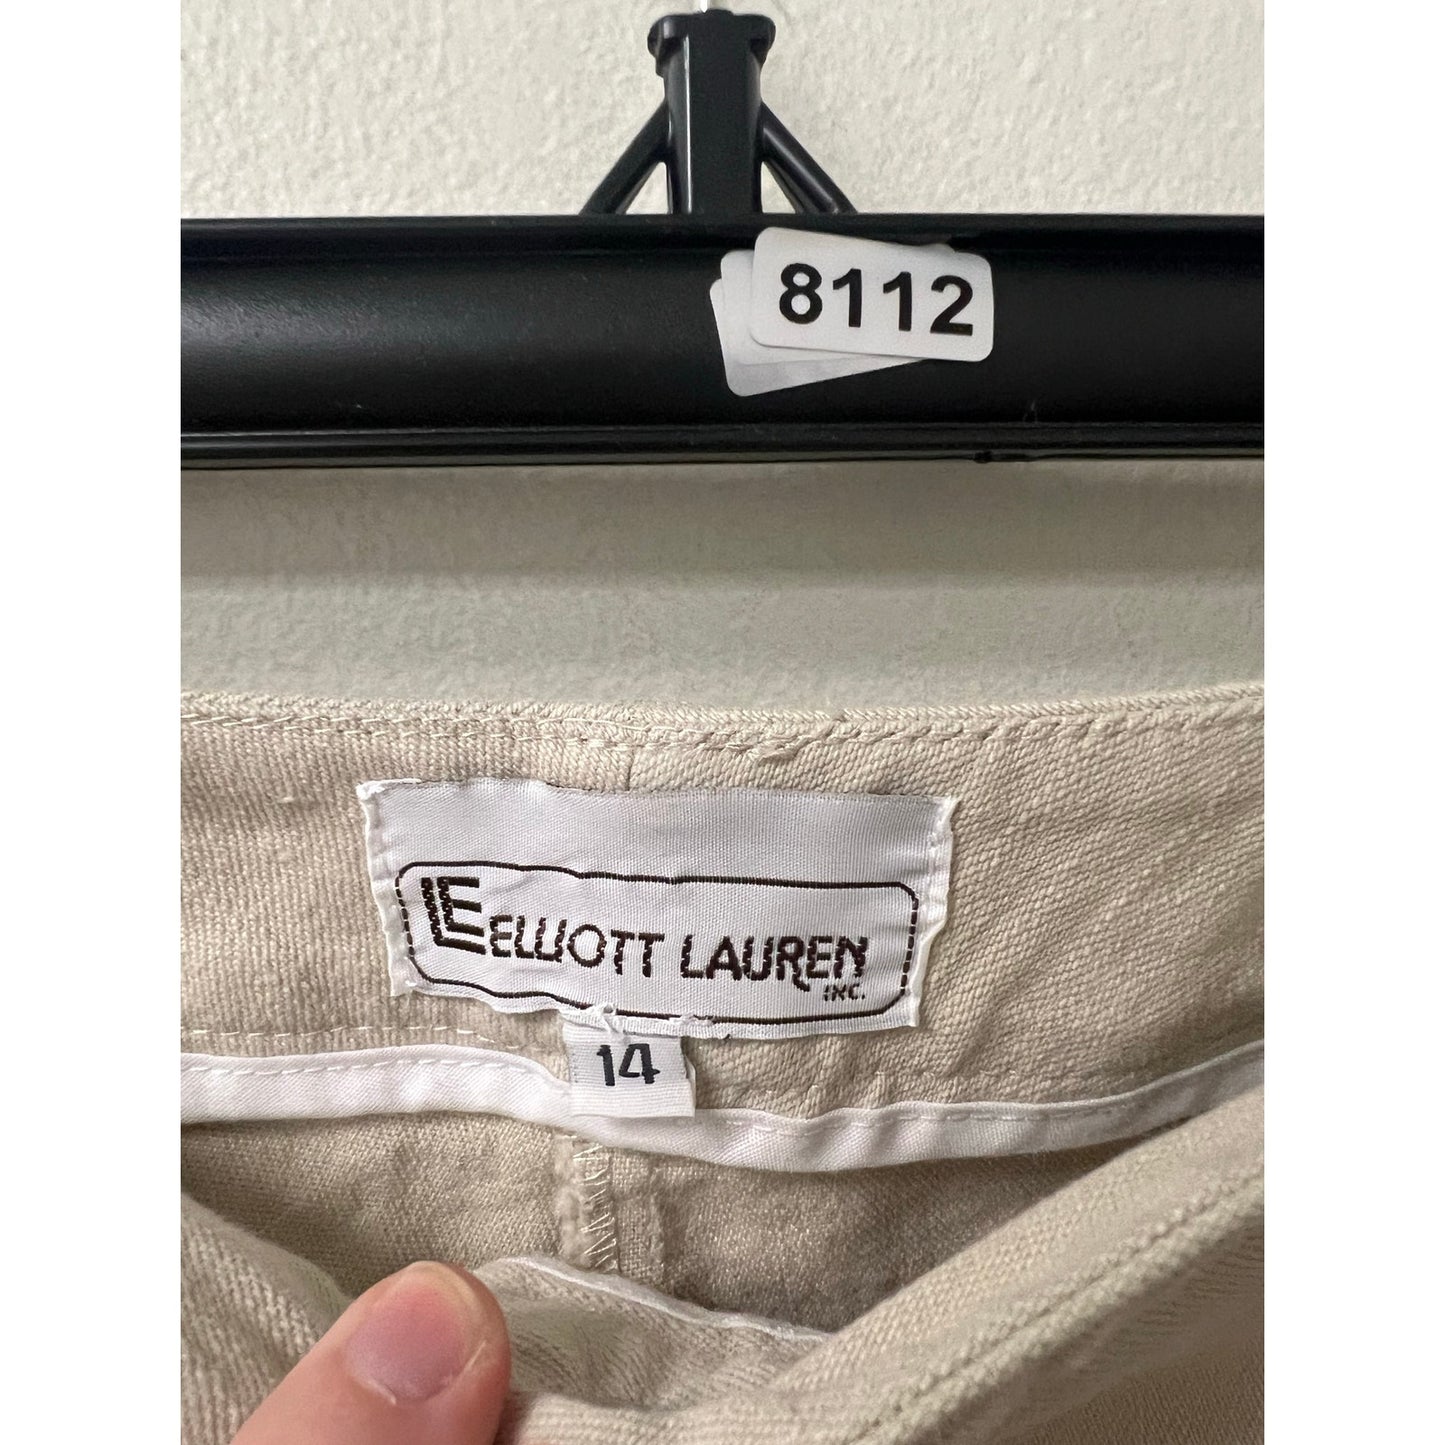 8112
LE ELLIOTT LAUREN
INC.
14